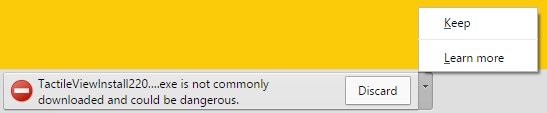 Keep
Learn more
TactileViewInstall220....exe is not commonly
downloaded and could be dangerous.
Discard